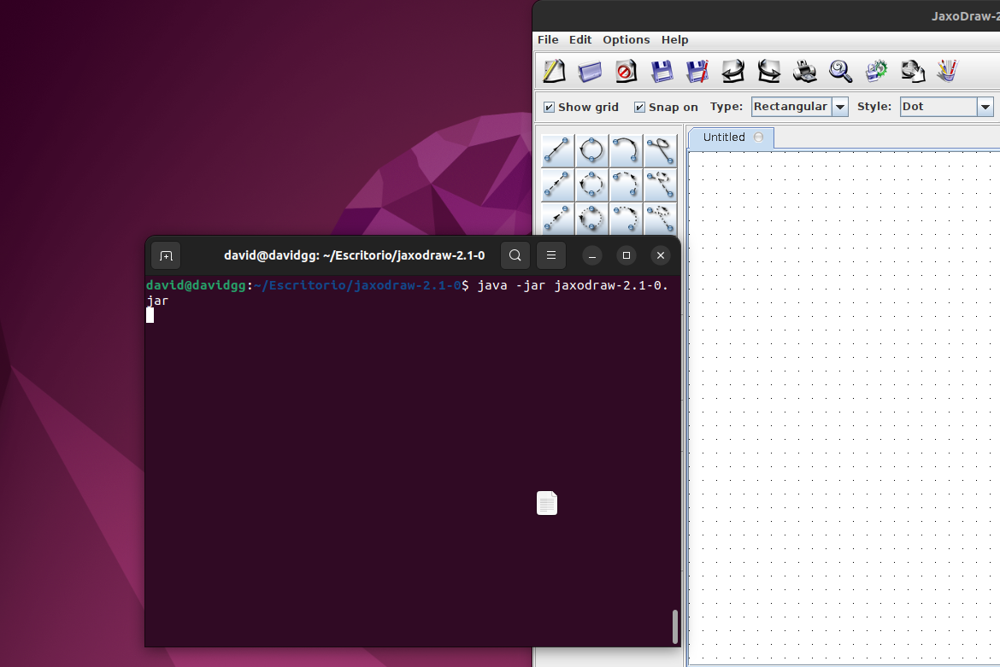 JaxoDraw-2
File Edit Options Help
Show grid Snap on Type: Rectangular Style: Dot
Untitled
david@davidgg: ~/Escritorio/jaxodraw-2.1-0
david@davidgg:~/Escritorio/jaxodraw-2.1-0$ java -jar jaxodraw-2.1-0.
jar